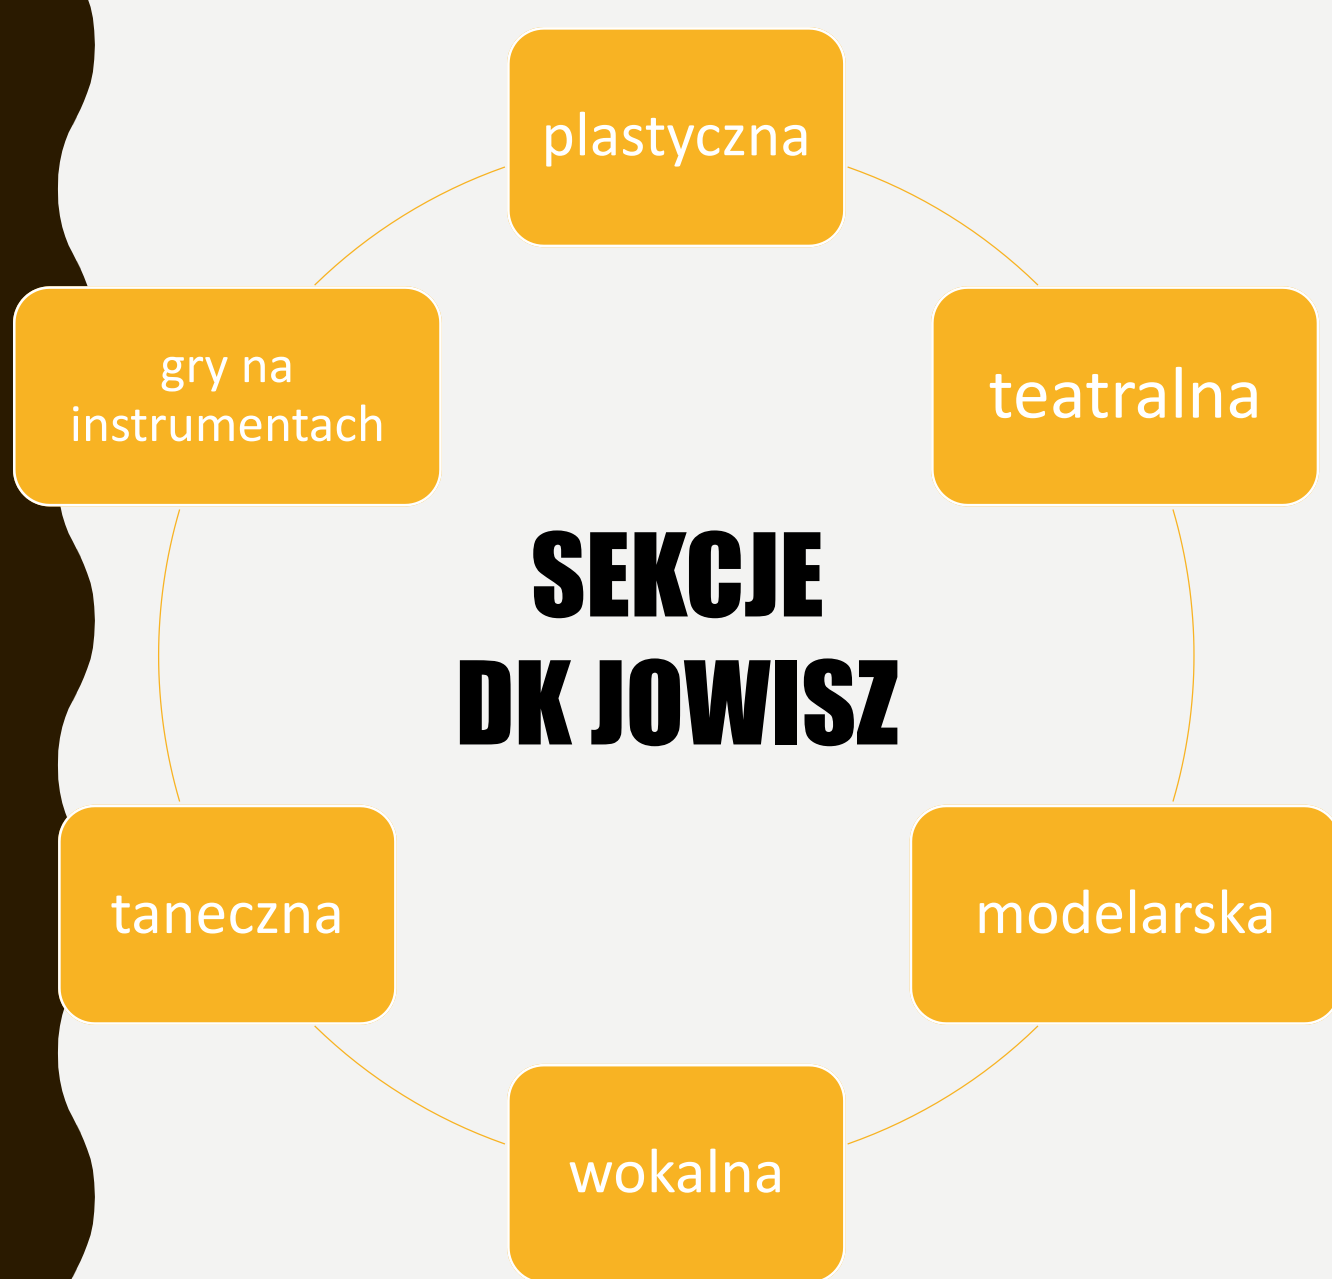 plastyczna
teatralna
modelarska
wokalna
taneczna
gry na
instrumentach
SEKCJE
DK JOWISZ